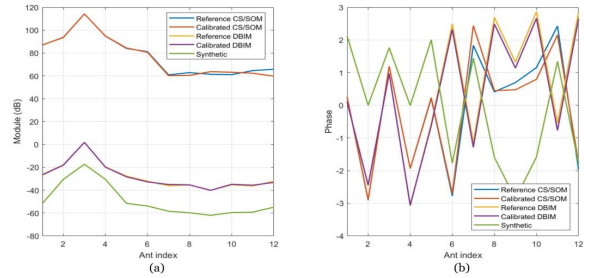 120
100
80
60
40
20
0
-20
-40
-60
-80
Module (dB)
2
4
6
8
10
12
Ant index
Reference CS/SOM
Calibrated CS/SOM
Reference DBIM
Calibrated DBIM
Synthetic
(a)
4
3
2
1
0
-1
-2
-3
-4
Phase
2
4
6
8
10
12
Ant index
Reference CS/SOM
Calibrated CS/SOM
Reference DBIM
Calibrated DBIM
Synthetic
(b)